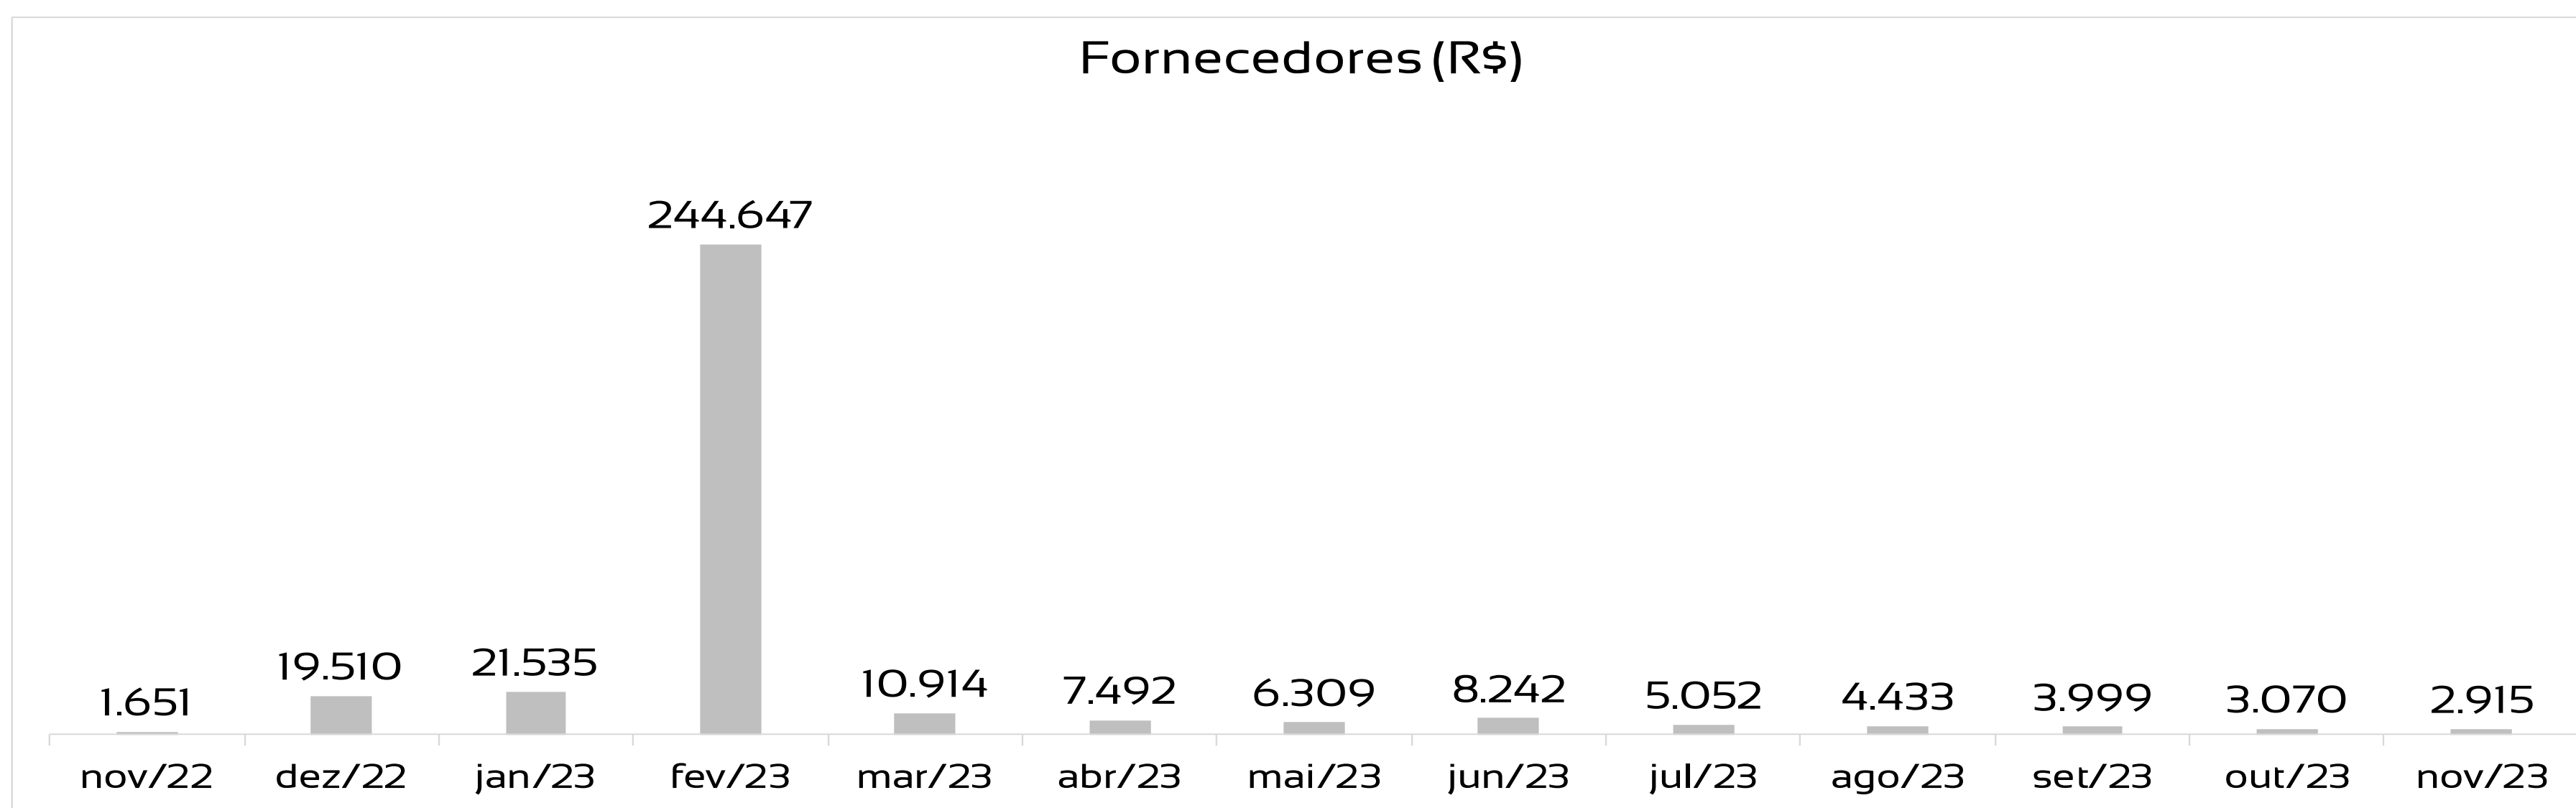 Fornecedores (R$)
244.647
19.510
21.535
1.651
10.914
7.492
6.309
8.242
5.052
4.433
3.999
3.070
2.915
nov/22
dez/22
jan/23
fev/23
mar/23
abr/23
mai/23
jun/23
jul/23
ago/23
set/23
out/23
nov/23